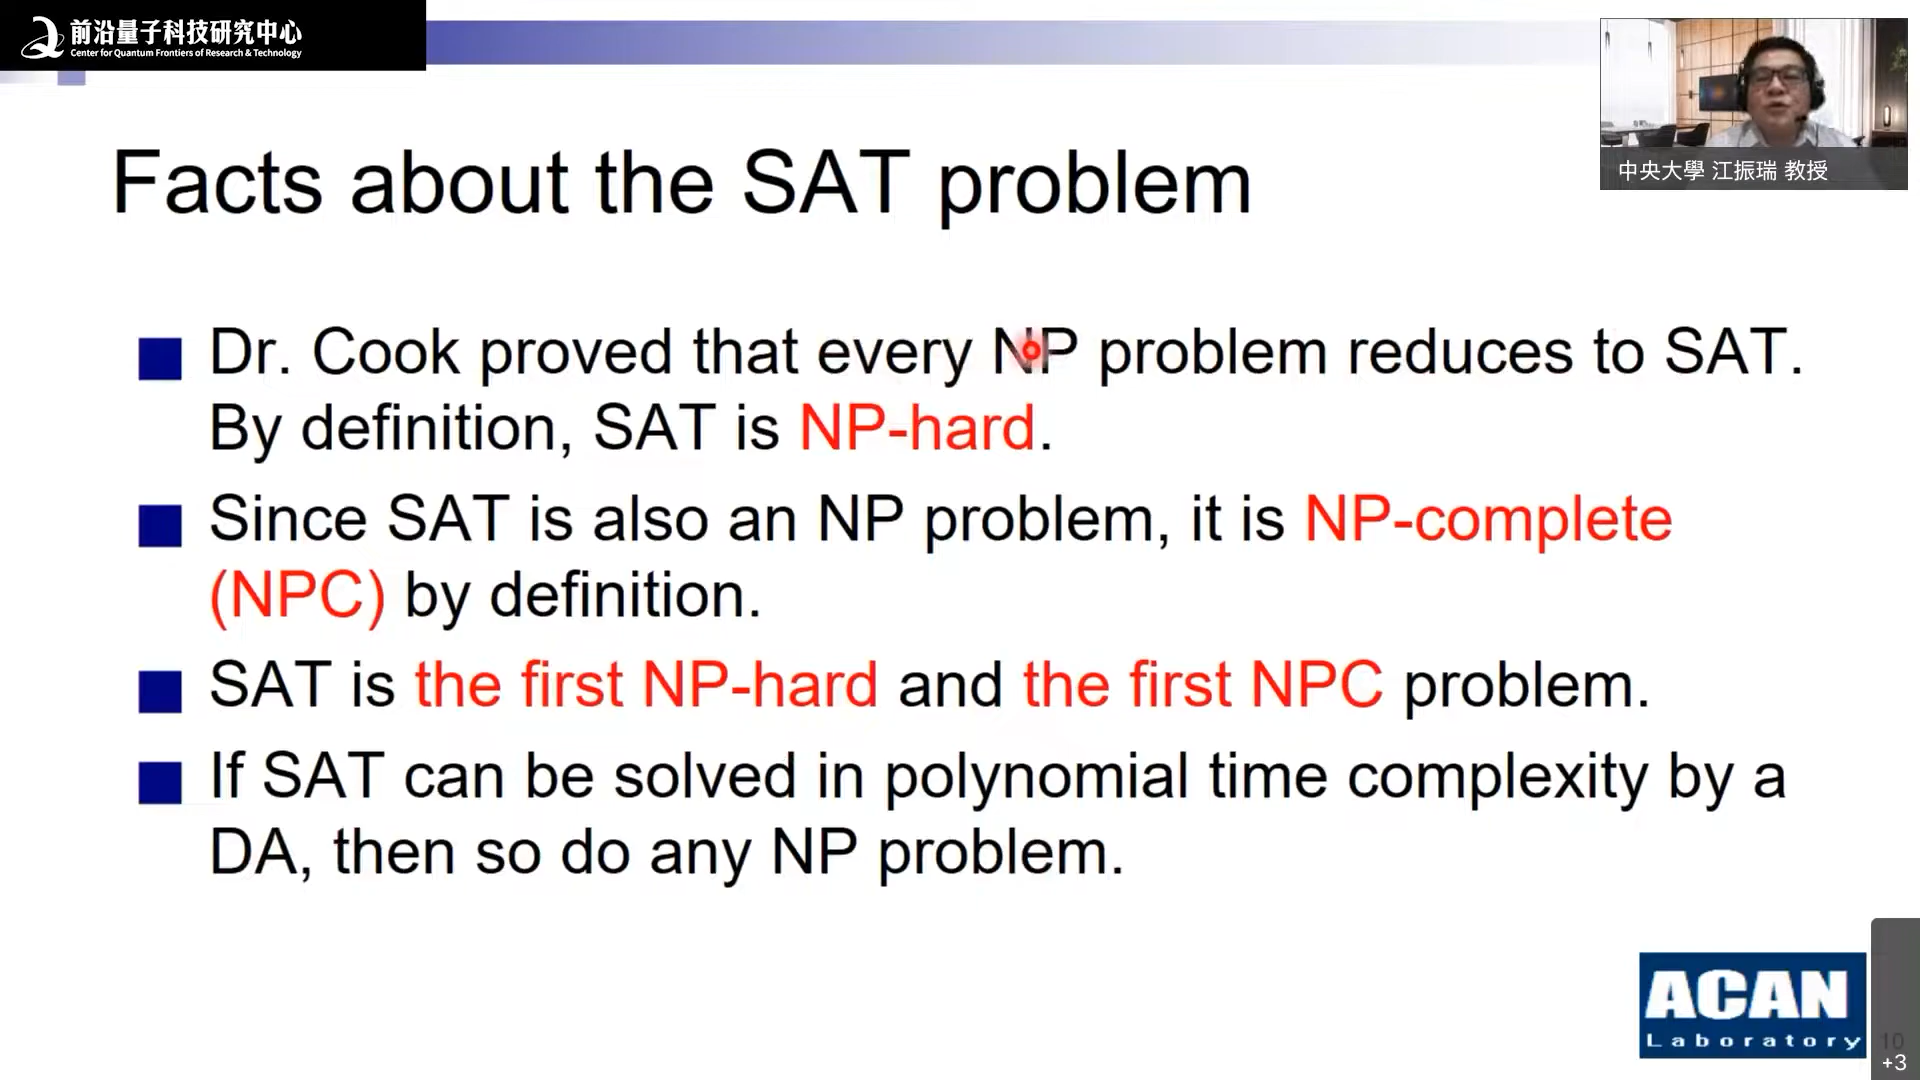 前沿量子科技研究中心
Center for Quantum Frontiers of Research & Technology
中央大學 江振瑞 教授
Facts about the SAT problem
Dr. Cook proved that every NP problem reduces to SAT.
By definition, SAT is NP-hard.
Since SAT is also an NP problem, it is NP-complete
(NPC) by definition.
SAT is the first NP-hard and the first NPC problem.
If SAT can be solved in polynomial time complexity by a
DA, then so do any NP problem.
ACAN
Laboratory
10
+3